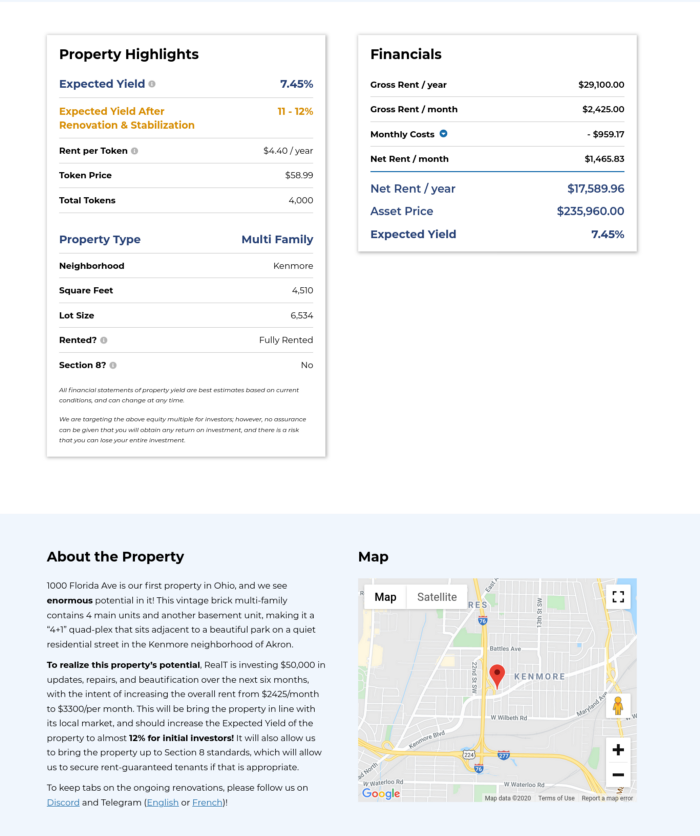 Property Highlights
Expected Yield 7.45%
Expected Yield After 11 - 12%
Renovation & Stabilization
Rent per Token $4.40 / year
Token Price $58.99
Total Tokens 4,000
Property Type Multi Family
Neighborhood Kenmore
Square Feet 4,510
Lot Size 6,534
Rented? Fully Rented
Section 8? No
All financial statements of property yield are best estimates based on current
conditions, and can change at any time.
We are targeting the above equity multiple for investors; however, no assurance
can be given that you will obtain any return on investment, and there is a risk
that you can lose your entire investment.
Financials
Gross Rent / year $29,100.00
Gross Rent / month $2,425.00
Monthly Costs - $959.17
Net Rent / month $1,465.83
Net Rent / year $17,589.96
Asset Price $235,960.00
Expected Yield 7.45%
About the Property
1000 Florida Ave is our first property in Ohio, and we see
enormous potential in it! This vintage brick multi-family
contains 4 main units and another basement unit, making it a
"4+1" quad-plex that sits adjacent to a beautiful park on a quiet
residential street in the Kenmore neighborhood of Akron.
To realize this property's potential, RealT is investing $50,000 in
updates, repairs, and beautification over the next six months,
with the intent of increasing the overall rent from $2425/month
to $3300/per month. This will be bring the property in line with
its local market, and should increase the Expected Yield of the
property to almost 12% for initial investors! It will also allow us
to bring the property up to Section 8 standards, which will allow
us to secure rent-guaranteed tenants if that is appropriate.
To keep tabs on the ongoing renovations, please follow us on
Discord and Telegram (English or French)!
Map
Map Satellite
RES
76
13th St SW
Battles Ave
22nd St SW
KENMORE
Maryland Ave
W Wilbeth Rd
Kenmore Blvd
224
277
76
W Waterloo Rd
W Waterloo Rd
Google
Map data ©2020 Terms of Use Report a map error